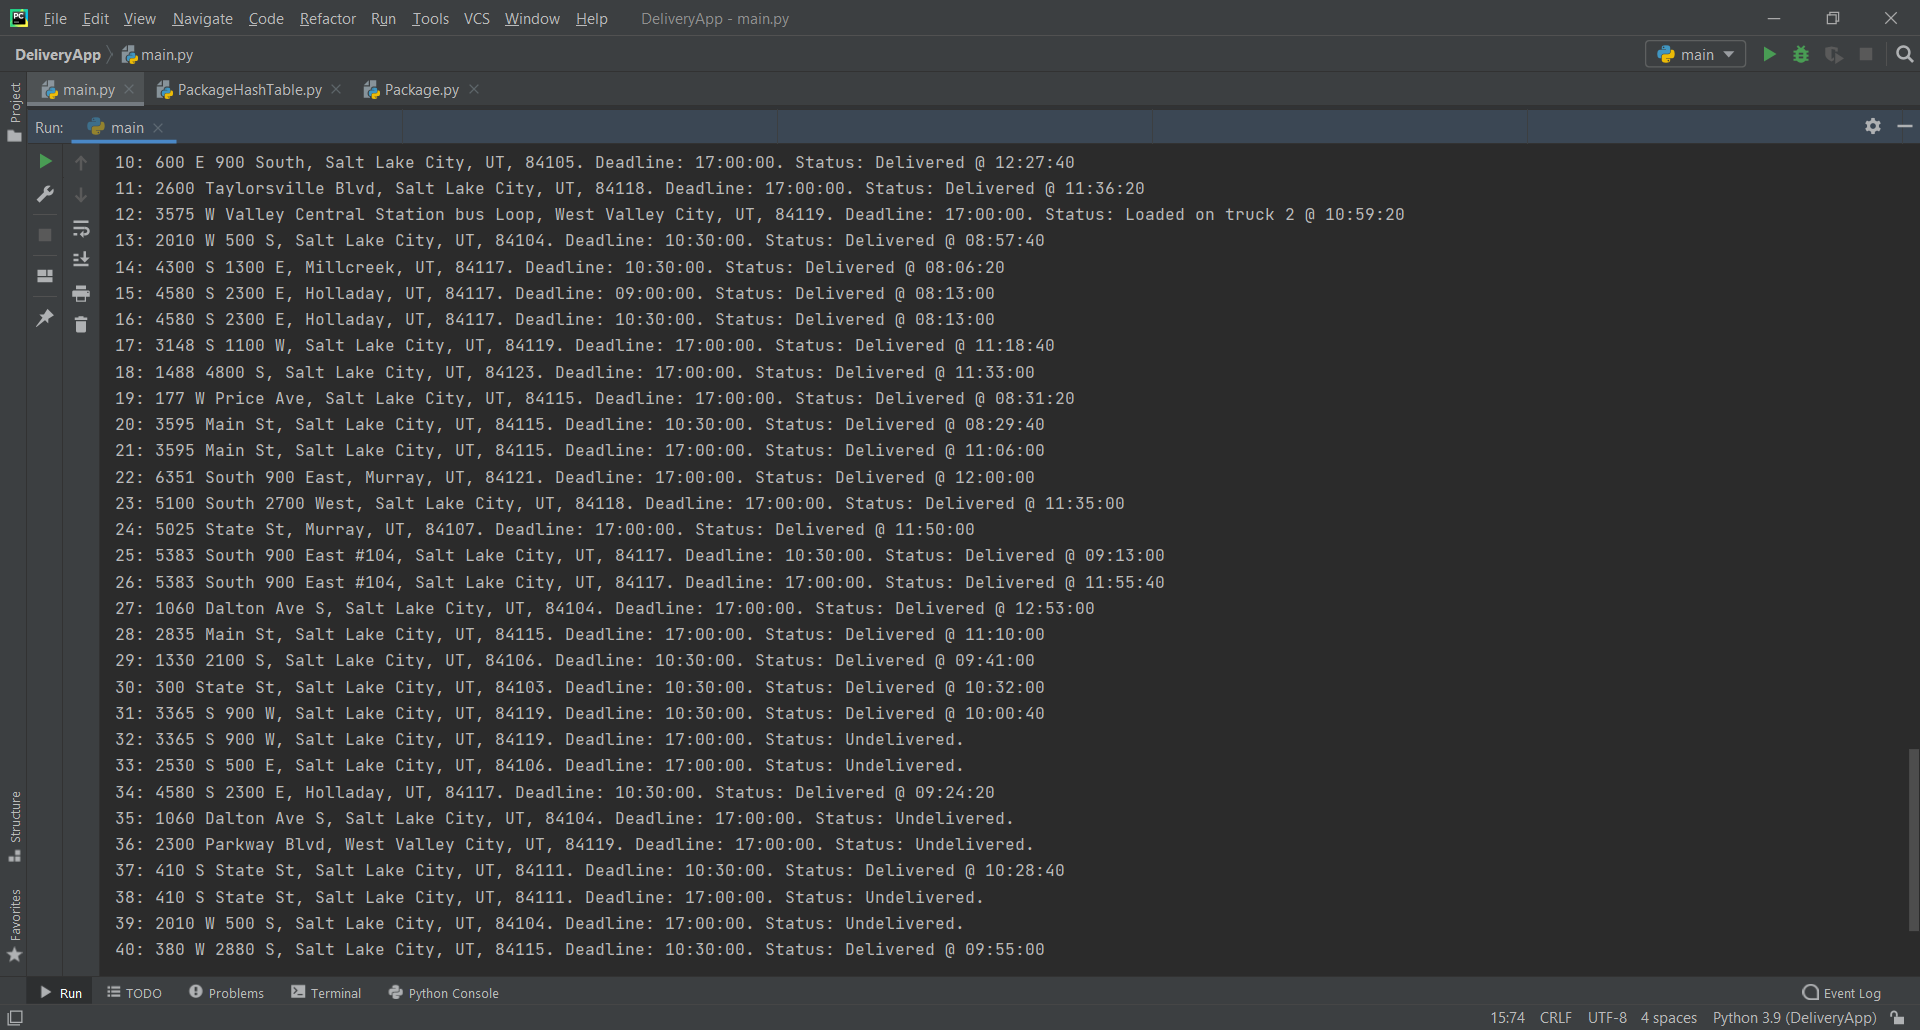 PC File Edit View Navigate Code Refactor Run Tools VCS Window Help DeliveryApp - main.py
DeliveryApp main.py main
main.py PackageHashTable.py Package.py
Project
Run: main
10: 600 E 900 South, Salt Lake City, UT, 84105. Deadline: 17:00:00. Status: Delivered @ 12:27:40
11: 2600 Taylorsville Blvd, Salt Lake City, UT, 84118. Deadline: 17:00:00. Status: Delivered @ 11:36:20
12: 3575 W Valley Central Station bus Loop, West Valley City, UT, 84119. Deadline: 17:00:00. Status: Loaded on truck 2 @ 10:59:20
13: 2010 W 500 S, Salt Lake City, UT, 84104. Deadline: 10:30:00. Status: Delivered @ 08:57:40
14: 4300 S 1300 E, Millcreek, UT, 84117. Deadline: 10:30:00. Status: Delivered @ 08:06:20
15: 4580 S 2300 E, Holladay, UT, 84117. Deadline: 09:00:00. Status: Delivered @ 08:13:00
16: 4580 S 2300 E, Holladay, UT, 84117. Deadline: 10:30:00. Status: Delivered @ 08:13:00
17: 3148 S 1100 W, Salt Lake City, UT, 84119. Deadline: 17:00:00. Status: Delivered @ 11:18:40
18: 1488 4800 S, Salt Lake City, UT, 84123. Deadline: 17:00:00. Status: Delivered @ 11:33:00
19: 177 W Price Ave, Salt Lake City, UT, 84115. Deadline: 17:00:00. Status: Delivered @ 08:31:20
20: 3595 Main St, Salt Lake City, UT, 84115. Deadline: 10:30:00. Status: Delivered @ 08:29:40
21: 3595 Main St, Salt Lake City, UT, 84115. Deadline: 17:00:00. Status: Delivered @ 11:06:00
22: 6351 South 900 East, Murray, UT, 84121. Deadline: 17:00:00. Status: Delivered @ 12:00:00
23: 5100 South 2700 West, Salt Lake City, UT, 84118. Deadline: 17:00:00. Status: Delivered @ 11:35:00
24: 5025 State St, Murray, UT, 84107. Deadline: 17:00:00. Status: Delivered @ 11:50:00
25: 5383 South 900 East #104, Salt Lake City, UT, 84117. Deadline: 10:30:00. Status: Delivered @ 09:13:00
26: 5383 South 900 East #104, Salt Lake City, UT, 84117. Deadline: 17:00:00. Status: Delivered @ 11:55:40
27: 1060 Dalton Ave S, Salt Lake City, UT, 84104. Deadline: 17:00:00. Status: Delivered @ 12:53:00
28: 2835 Main St, Salt Lake City, UT, 84115. Deadline: 17:00:00. Status: Delivered @ 11:10:00
29: 1330 2100 S, Salt Lake City, UT, 84106. Deadline: 10:30:00. Status: Delivered @ 09:41:00
30: 300 State St, Salt Lake City, UT, 84103. Deadline: 10:30:00. Status: Delivered @ 10:32:00
31: 3365 S 900 W, Salt Lake City, UT, 84119. Deadline: 10:30:00. Status: Delivered @ 10:00:40
32: 3365 S 900 W, Salt Lake City, UT, 84119. Deadline: 17:00:00. Status: Undelivered.
33: 2530 S 500 E, Salt Lake City, UT, 84106. Deadline: 17:00:00. Status: Undelivered.
34: 4580 S 2300 E, Holladay, UT, 84117. Deadline: 10:30:00. Status: Delivered @ 09:24:20
35: 1060 Dalton Ave S, Salt Lake City, UT, 84104. Deadline: 17:00:00. Status: Undelivered.
36: 2300 Parkway Blvd, West Valley City, UT, 84119. Deadline: 17:00:00. Status: Undelivered.
37: 410 S State St, Salt Lake City, UT, 84111. Deadline: 10:30:00. Status: Delivered @ 10:28:40
38: 410 S State St, Salt Lake City, UT, 84111. Deadline: 17:00:00. Status: Undelivered.
39: 2010 W 500 S, Salt Lake City, UT, 84104. Deadline: 17:00:00. Status: Undelivered.
40: 380 W 2880 S, Salt Lake City, UT, 84115. Deadline: 10:30:00. Status: Delivered @ 09:55:00
Structure
Favorites
Run TODO Problems Terminal Python Console Event Log
15:74 CRLF UTF-8 4 spaces Python 3.9 (DeliveryApp)